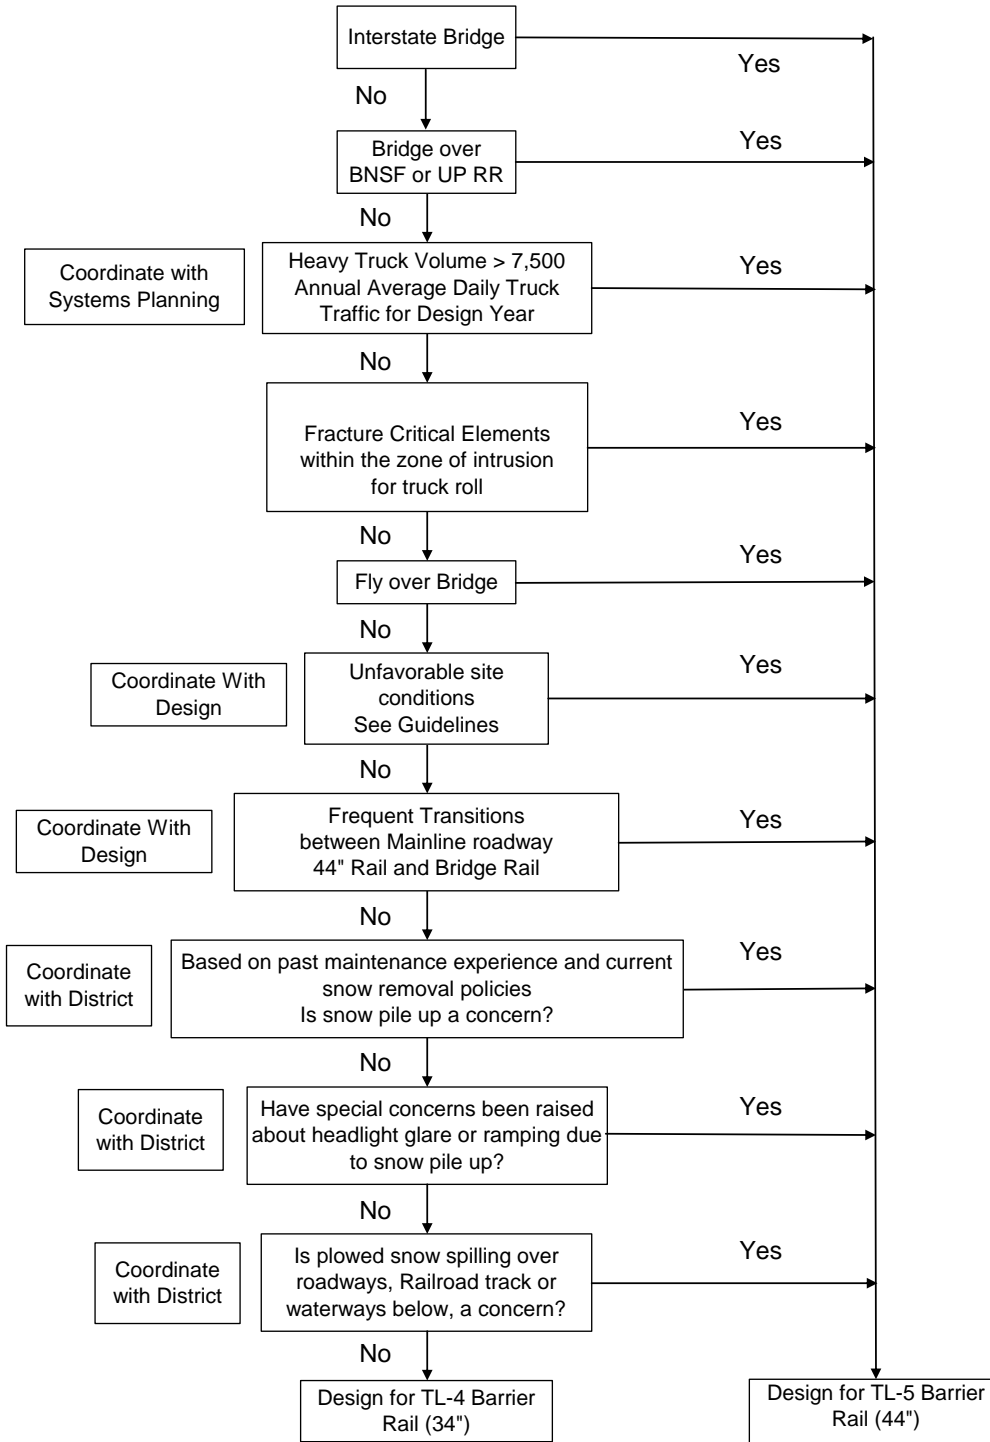 Interstate Bridge
Yes
No
Bridge over
BNSF or UP RR
Yes
No
Coordinate with
Systems Planning
Heavy Truck Volume > 7,500
Annual Average Daily Truck
Traffic for Design Year
Yes
No
Fracture Critical Elements
within the zone of intrusion
for truck roll
Yes
No
Fly over Bridge
Yes
No
Coordinate With
Design
Unfavorable site
conditions
See Guidelines
Yes
No
Coordinate With
Design
Frequent Transitions
between Mainline roadway
44" Rail and Bridge Rail
Yes
No
Coordinate
with District
Based on past maintenance experience and current
snow removal policies
Is snow pile up a concern?
Yes
No
Coordinate
with District
Have special concerns been raised
about headlight glare or ramping due
to snow pile up?
Yes
No
Coordinate
with District
Is plowed snow spilling over
roadways, Railroad track or
waterways below, a concern?
Yes
No
Design for TL-4 Barrier
Rail (34")
Design for TL-5 Barrier
Rail (44")